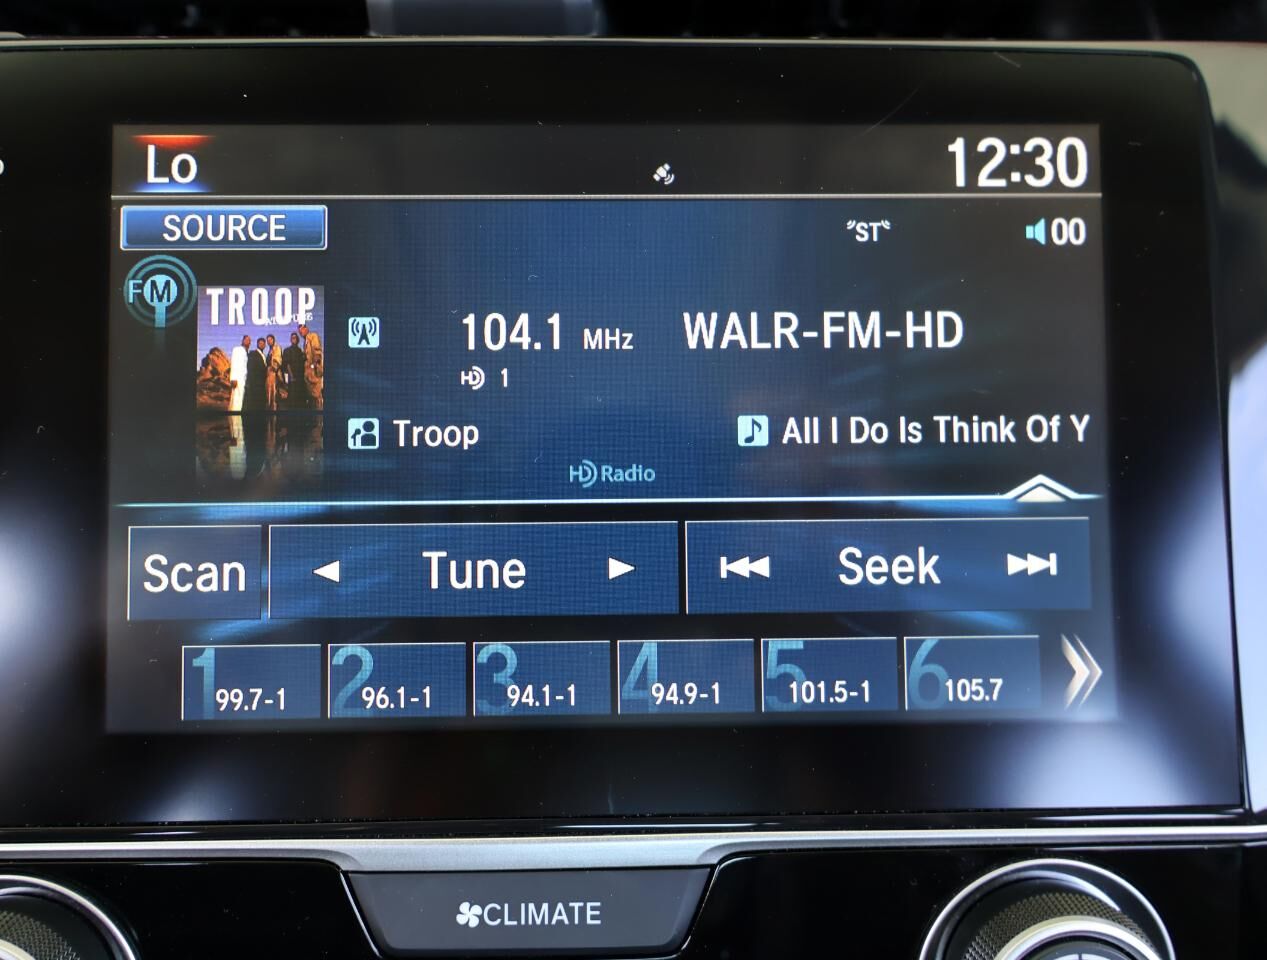 Lo
12:30
SOURCE
"ST"
00
FM
TROOP
104.1 MHz WALR-FM-HD
HD 1
Troop
All I Do Is Think Of Y
HD Radio
Scan
Tune
Seek
1 99.7-1
2 96.1-1
3 94.1-1
4 94.9-1
5 101.5-1
6 105.7
CLIMATE